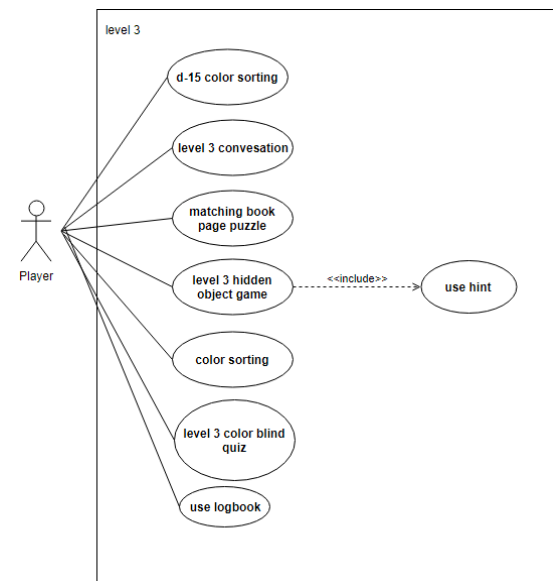 level 3
d-15 color sorting
level 3 convesation
matching book
page puzzle
Player
level 3 hidden
object game
<<include>>
use hint
color sorting
level 3 color blind
quiz
use logbook